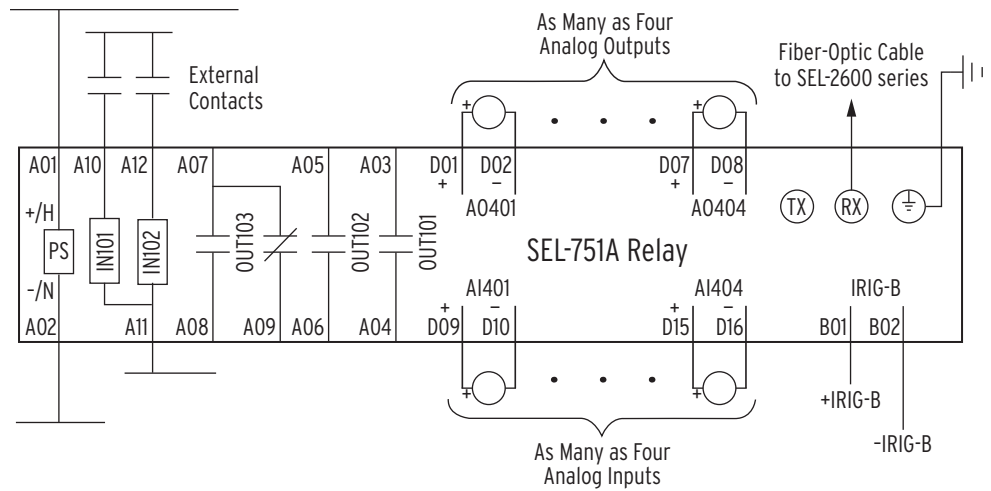 As Many as Four
Analog Outputs
Fiber-Optic Cable
to SEL-2600 series
External
Contacts
+ +
A01 A10 A12 A07 A05 A03 D01 D02 D07 D08
+ − + −
AO401 AO404
TX RX
+/H
PS
-/N
IN101
IN102
OUT103
OUT102
OUT101
SEL-751A Relay
AI401 AI404 IRIG-B
+ − + −
A02 A11 A08 A09 A06 A04 D09 D10 D15 D16 B01 B02
+ +
+IRIG-B
-IRIG-B
As Many as Four
Analog Inputs